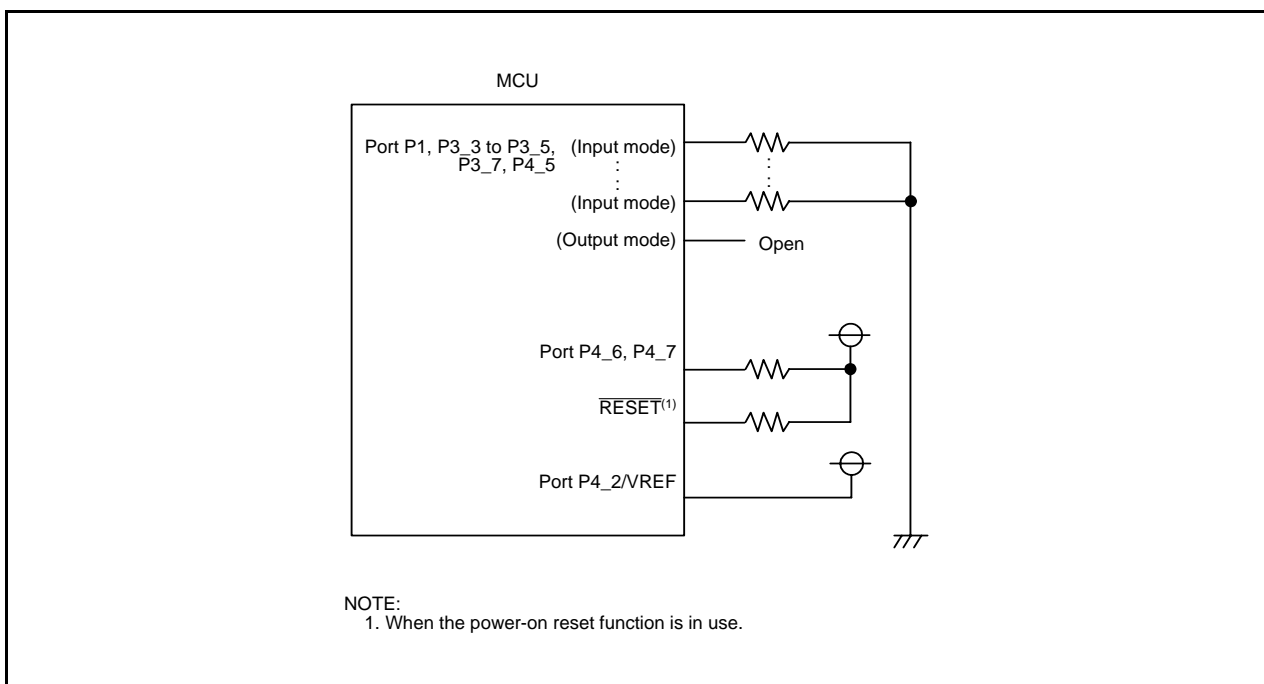 MCU
Port P1, P3_3 to P3_5, (Input mode)
P3_7, P4_5
(Input mode)
(Output mode) Open
Port P4_6, P4_7
RESET(1)
Port P4_2/VREF
NOTE:
1. When the power-on reset function is in use.